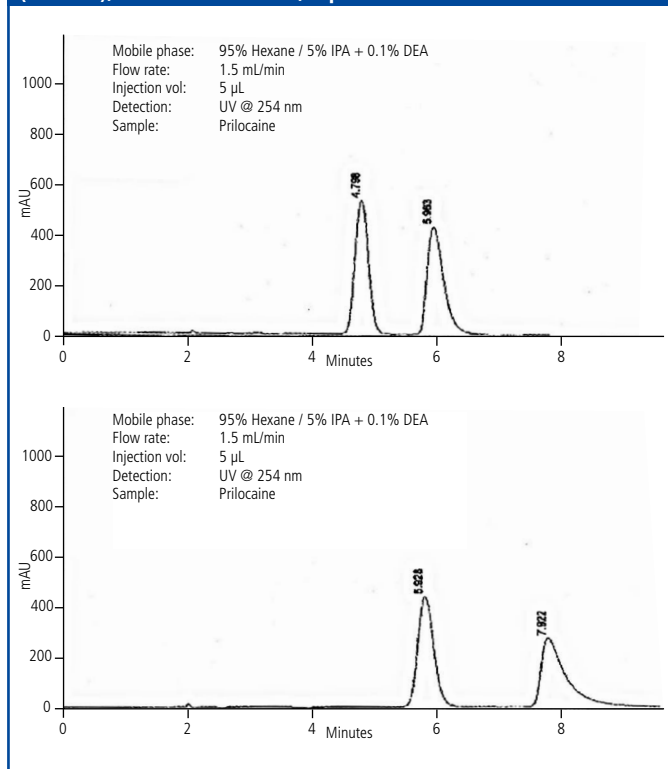 Mobile phase: 95% Hexane / 5% IPA + 0.1% DEA
Flow rate: 1.5 mL/min
Injection vol: 5 µL
Detection: UV @ 254 nm
Sample: Prilocaine
1000
800
600
400
200
0
mAU
4.798
5.963
0 2 4 6 8
Minutes
Mobile phase: 95% Hexane / 5% IPA + 0.1% DEA
Flow rate: 1.5 mL/min
Injection vol: 5 µL
Detection: UV @ 254 nm
Sample: Prilocaine
1000
800
600
400
200
0
mAU
5.928
7.922
0 2 4 6 8
Minutes